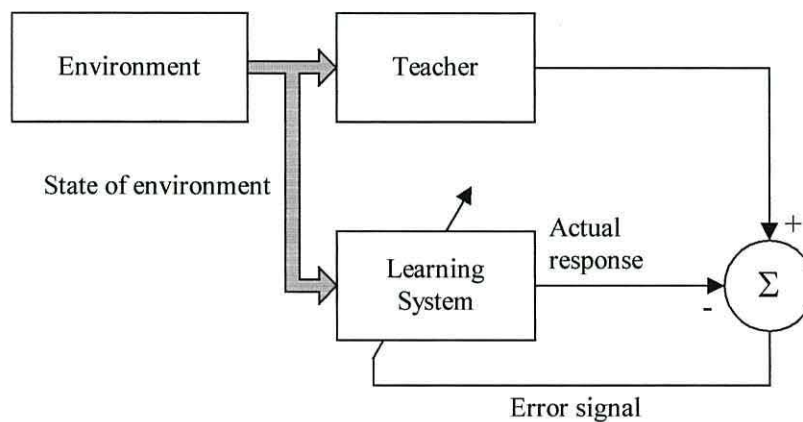 Environment
Teacher
State of environment
Learning
System
Actual
response
+
Σ
-
Error signal